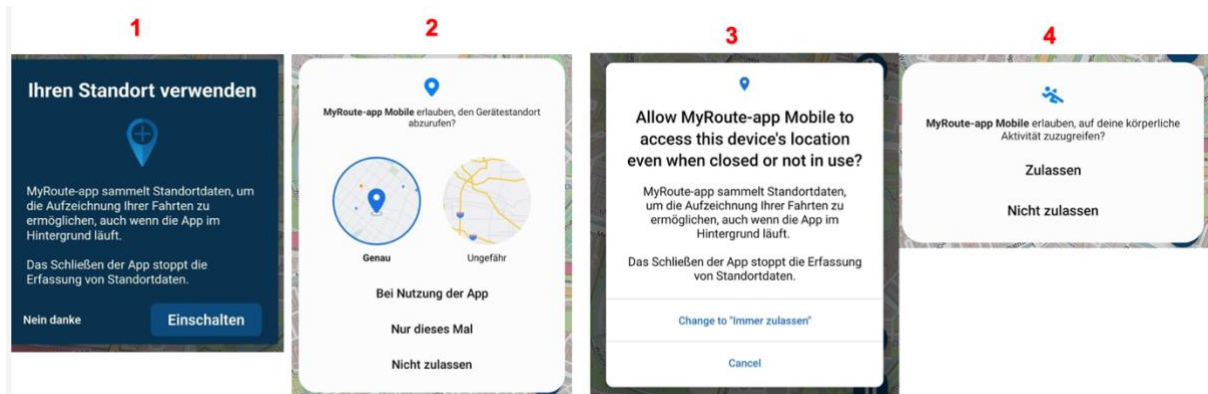 1
2
3
4
Ihren Standort verwenden
MyRoute-app sammelt Standortdaten, um
die Aufzeichnung Ihrer Fahrten zu
ermöglichen, auch wenn die App im
Hintergrund läuft.
Das Schließen der App stoppt die
Erfassung von Standortdaten.
Nein danke
Einschalten
MyRoute-app Mobile erlauben, den Gerätestandort
abzurufen?
Genau
Ungefähr
Bei Nutzung der App
Nur dieses Mal
Nicht zulassen
Allow MyRoute-app Mobile to
access this device's location
even when closed or not in use?
MyRoute-app sammelt Standortdaten,
um die Aufzeichnung Ihrer Fahrten zu
ermöglichen, auch wenn die App im
Hintergrund läuft.
Das Schließen der App stoppt die Erfassung
von Standortdaten.
Change to "Immer zulassen"
Cancel
MyRoute-app Mobile erlauben, auf deine körperliche
Aktivität zuzugreifen?
Zulassen
Nicht zulassen